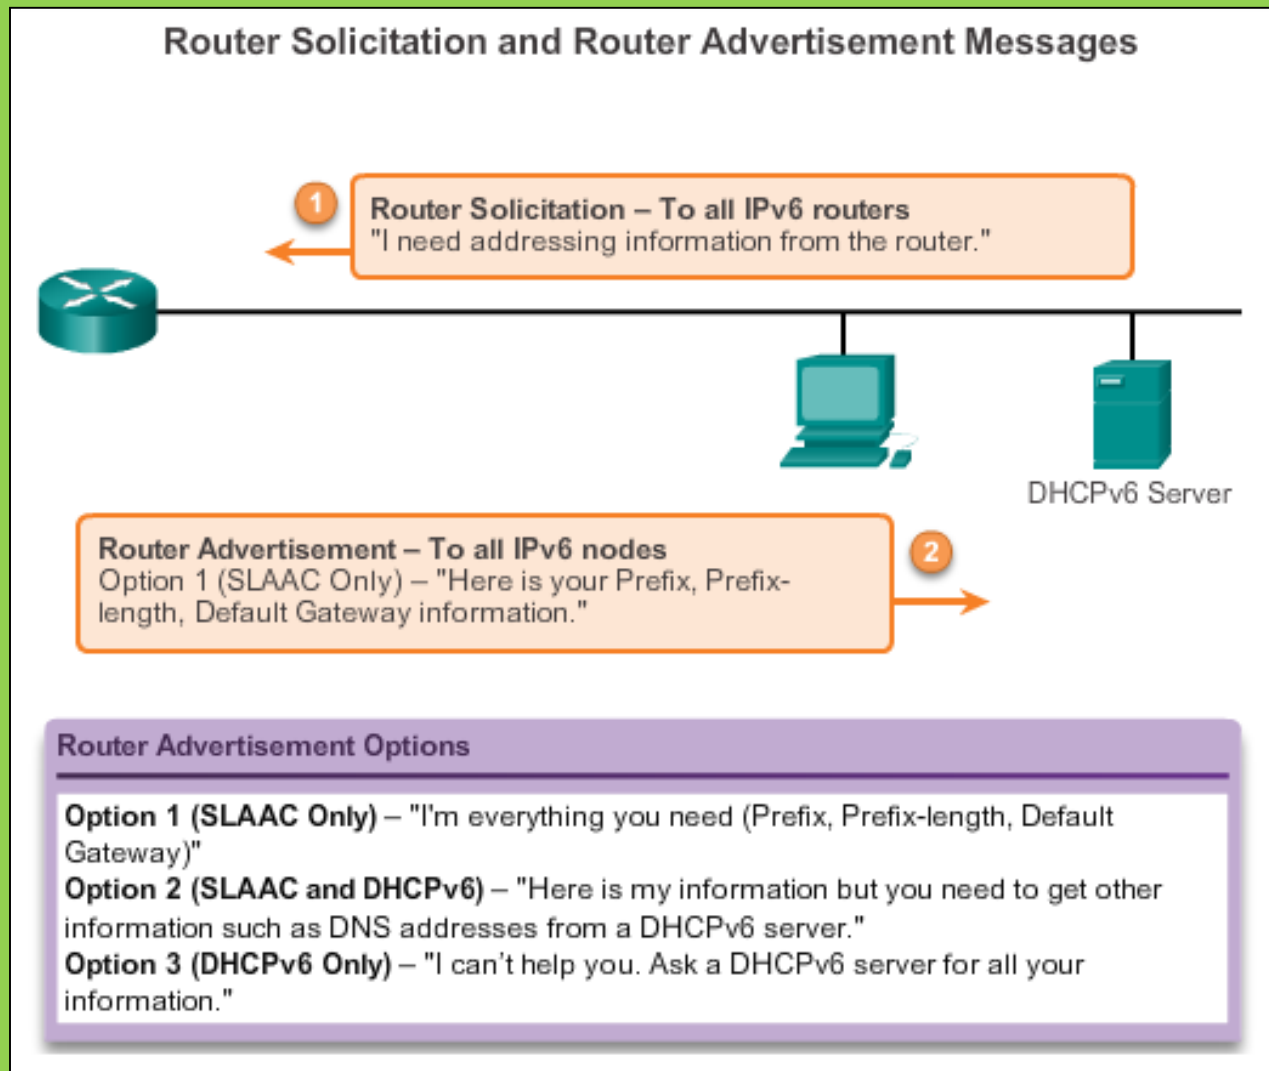 Router Solicitation and Router Advertisement Messages
1
Router Solicitation – To all IPv6 routers
"I need addressing information from the router."
DHCPv6 Server
Router Advertisement – To all IPv6 nodes
Option 1 (SLAAC Only) – "Here is your Prefix, Prefix-
length, Default Gateway information."
2
Router Advertisement Options
Option 1 (SLAAC Only) – "I'm everything you need (Prefix, Prefix-length, Default
Gateway)"
Option 2 (SLAAC and DHCPv6) – "Here is my information but you need to get other
information such as DNS addresses from a DHCPv6 server."
Option 3 (DHCPv6 Only) – "I can't help you. Ask a DHCPv6 server for all your
information."